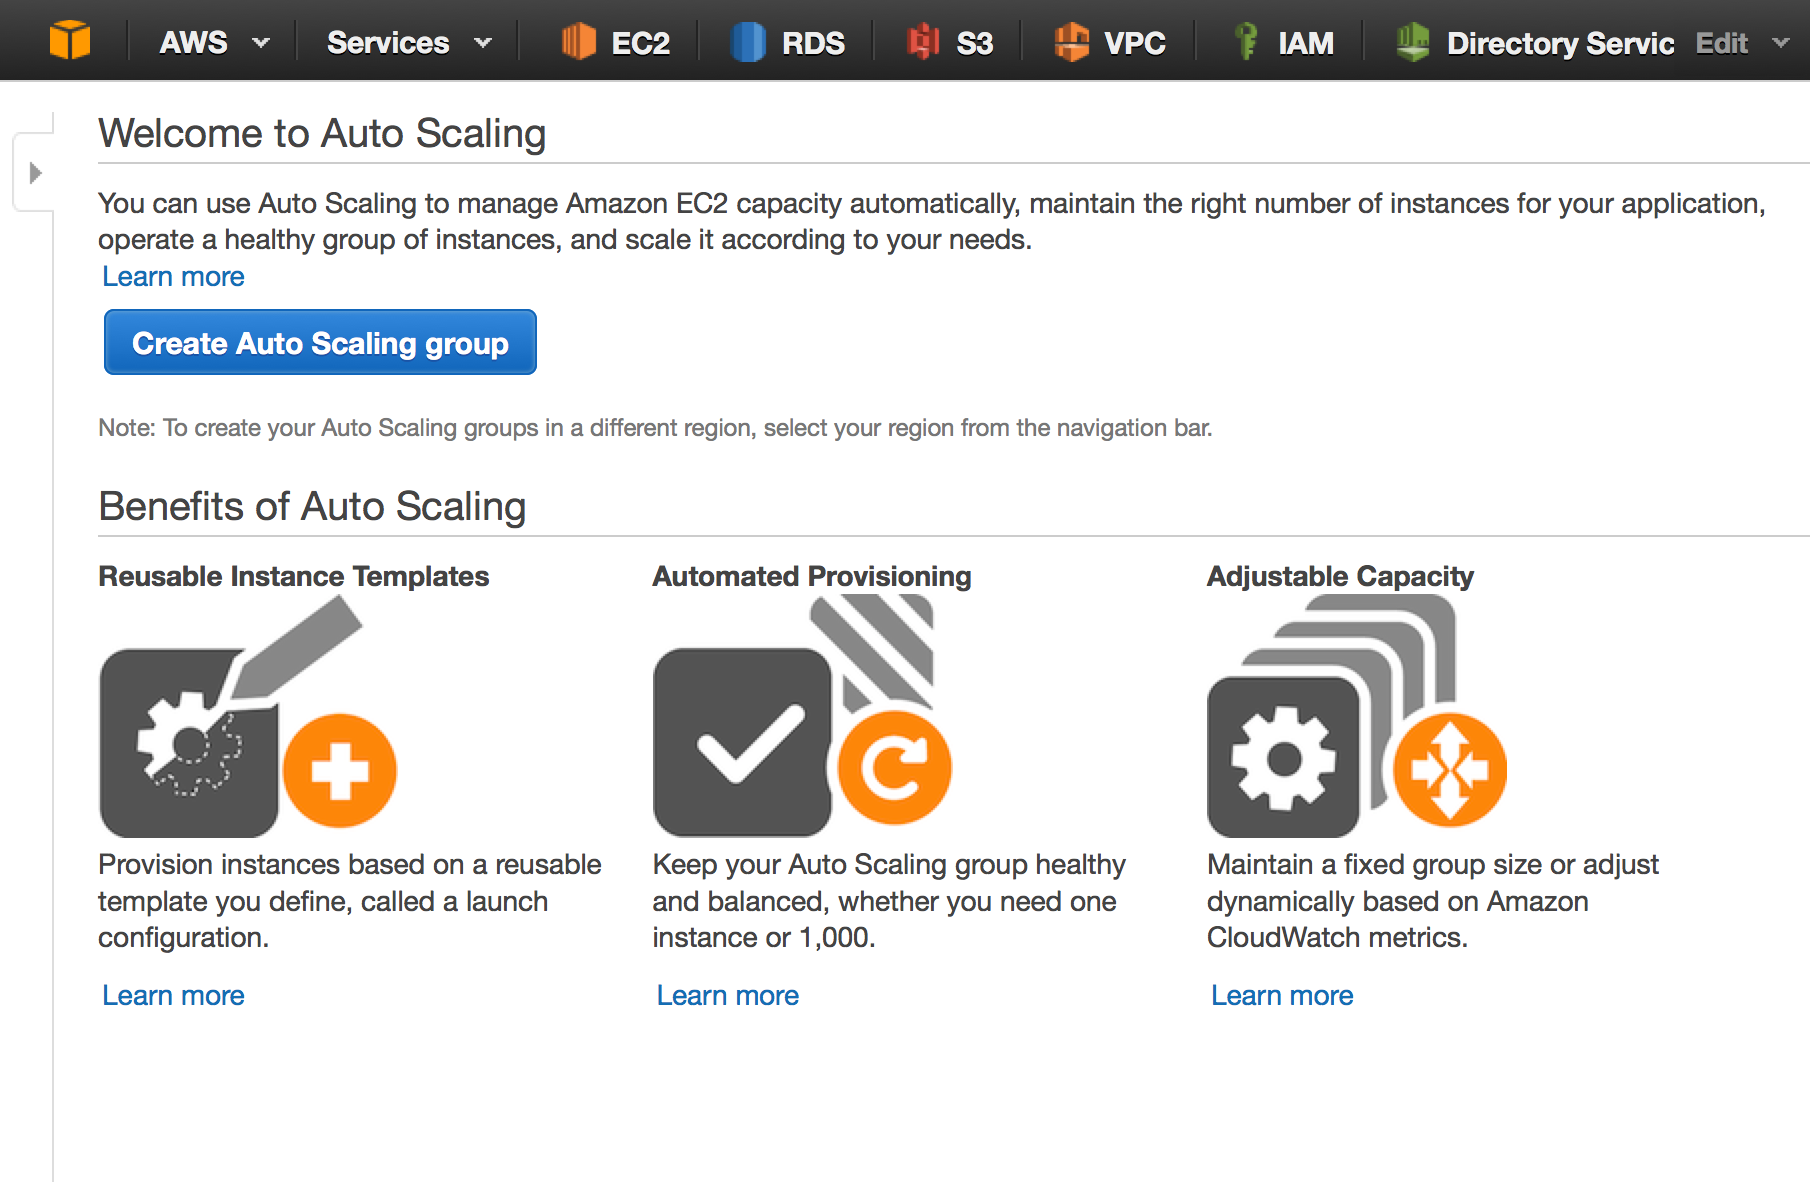 AWS Services EC2 RDS S3 VPC IAM Directory Servic Edit
Welcome to Auto Scaling
You can use Auto Scaling to manage Amazon EC2 capacity automatically, maintain the right number of instances for your application,
operate a healthy group of instances, and scale it according to your needs.
Learn more
Create Auto Scaling group
Note: To create your Auto Scaling groups in a different region, select your region from the navigation bar.
Benefits of Auto Scaling
Reusable Instance Templates
Provision instances based on a reusable
template you define, called a launch
configuration.
Learn more
Automated Provisioning
Keep your Auto Scaling group healthy
and balanced, whether you need one
instance or 1,000.
Learn more
Adjustable Capacity
Maintain a fixed group size or adjust
dynamically based on Amazon
CloudWatch metrics.
Learn more